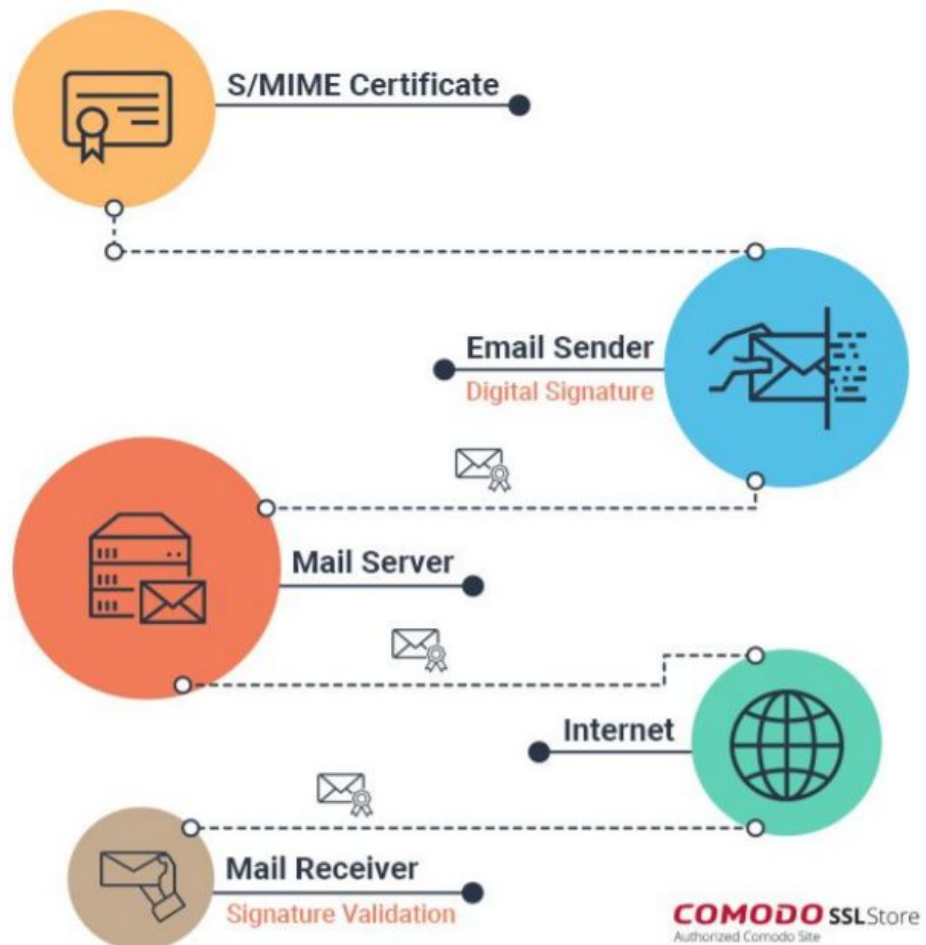 S/MIME Certificate
Email Sender
Digital Signature
Mail Server
Internet
Mail Receiver
Signature Validation
COMODO SSLStore
Authorized Comodo Site